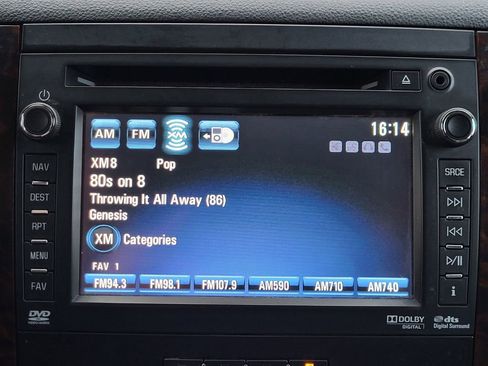 AM FM XM
16:14
XM8 Pop
80s on 8
Throwing It All Away (86)
Genesis
XM Categories
FAV 1
FM94.3 FM98.1 FM107.9 AM590 AM710 AM740
NAV
DEST
RPT
MENU
FAV
SRCE
i
DVD
DOLBY
DIGITAL
dts
Digital Surround